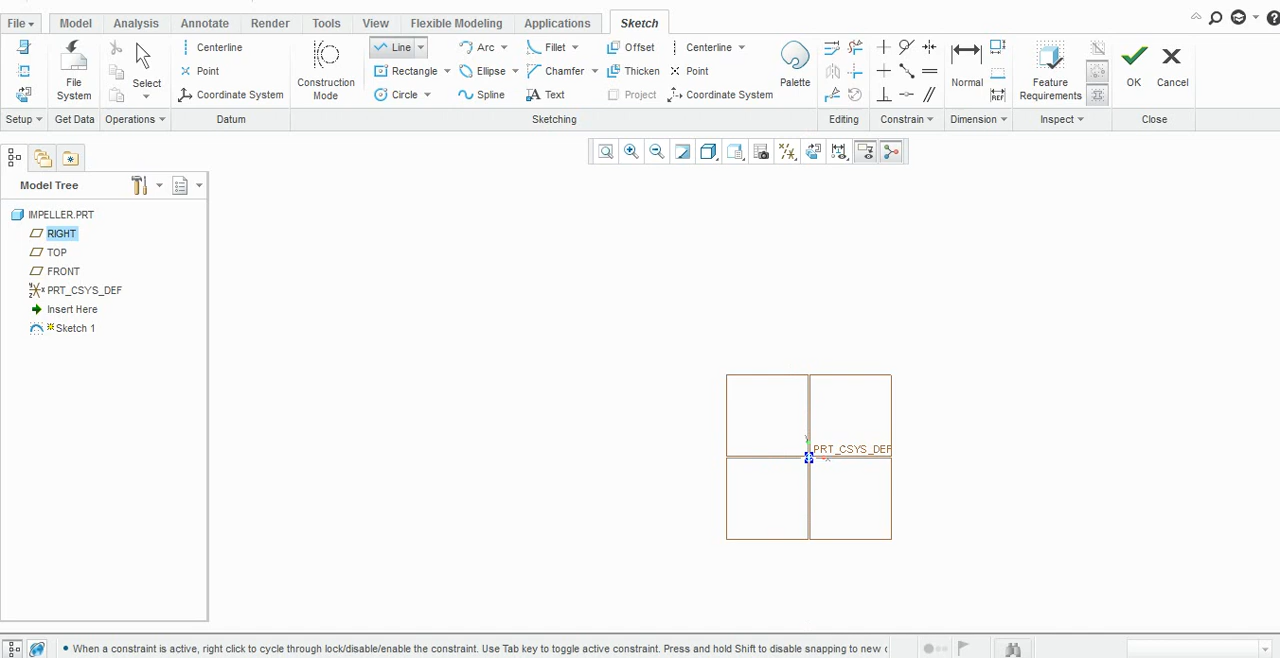 File Model Analysis Annotate Render Tools View Flexible Modeling Applications Sketch
Centerline Line Arc Fillet Offset Centerline
Point Rectangle Ellipse Chamfer Thicken Point
File System Select Construction Mode Palette Normal Feature Requirements OK Cancel
Coordinate System Circle Spline Text Project Coordinate System
REF
Setup Get Data Operations Datum Sketching Editing Constrain Dimension Inspect Close
Model Tree
IMPELLER.PRT
RIGHT
TOP
FRONT
PRT_CSYS_DEF
Insert Here
Sketch 1
PRT_CSYS_DEF
When a constraint is active, right click to cycle through lock/disable/enable the constraint. Use Tab key to toggle active constraint. Press and hold Shift to disable snapping to new